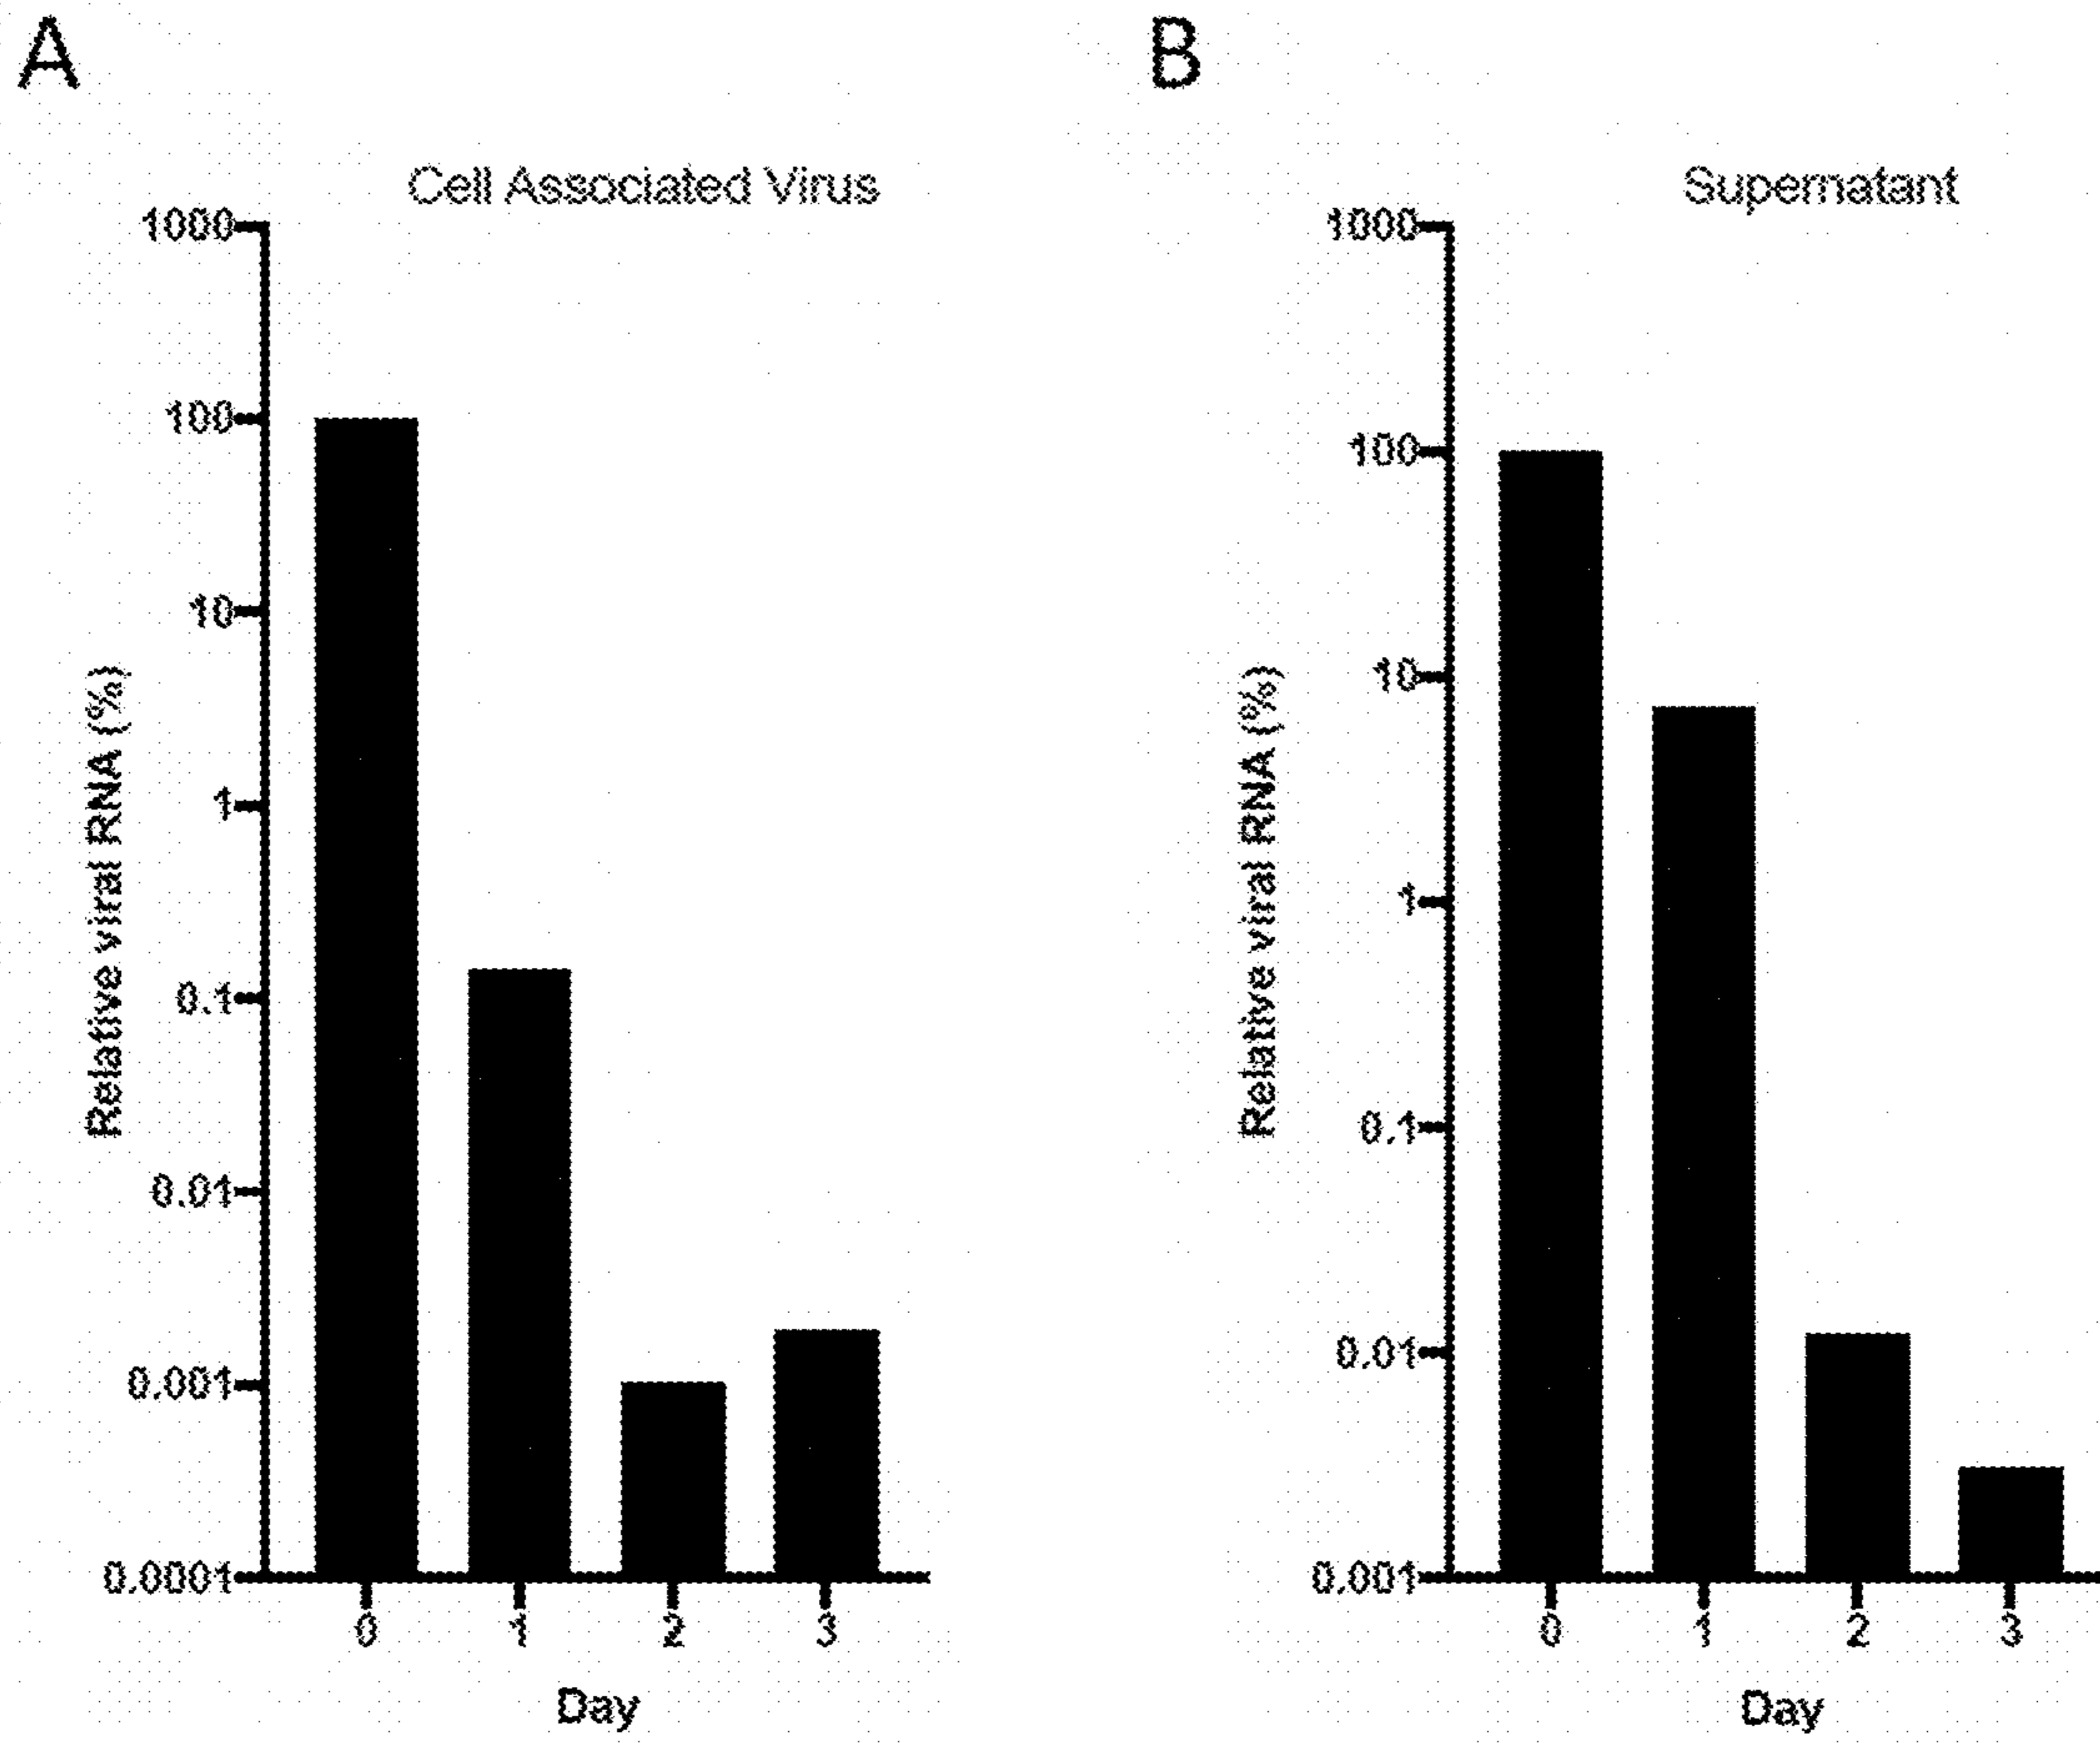 A
Cell Associated Virus
1000
100
10
1
0.1
0.01
0.001
0.0001
Relative viral RNA (%)
0 1 2 3
Day
B
Supernatant
1000
100
10
1
0.1
0.01
0.001
Relative viral RNA (%)
0 1 2 3
Day